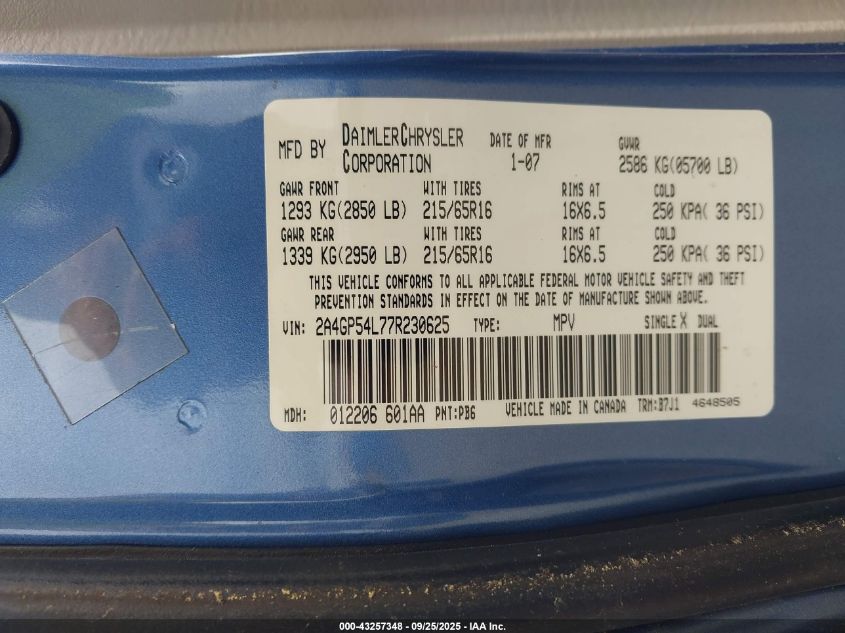 MFD BY DAIMLERCHRYSLER CORPORATION DATE OF MFR 1-07 GVWR 2586 KG(05700 LB)
GAWR FRONT WITH TIRES RIMS AT COLD
1293 KG(2850 LB) 215/65R16 16X6.5 250 KPA( 36 PSI)
GAWR REAR WITH TIRES RIMS AT COLD
1339 KG(2950 LB) 215/65R16 16X6.5 250 KPA( 36 PSI)
THIS VEHICLE CONFORMS TO ALL APPLICABLE FEDERAL MOTOR VEHICLE SAFETY AND THEFT
PREVENTION STANDARDS IN EFFECT ON THE DATE OF MANUFACTURE SHOWN ABOVE.
VIN: 2A4GP54L77R230625 TYPE: MPV SINGLE X DUAL
MDH: 012206 601AA PNT:PB6 VEHICLE MADE IN CANADA TRM:B7J1 4648505
000-43257348 - 09/25/2025 - IAA Inc.